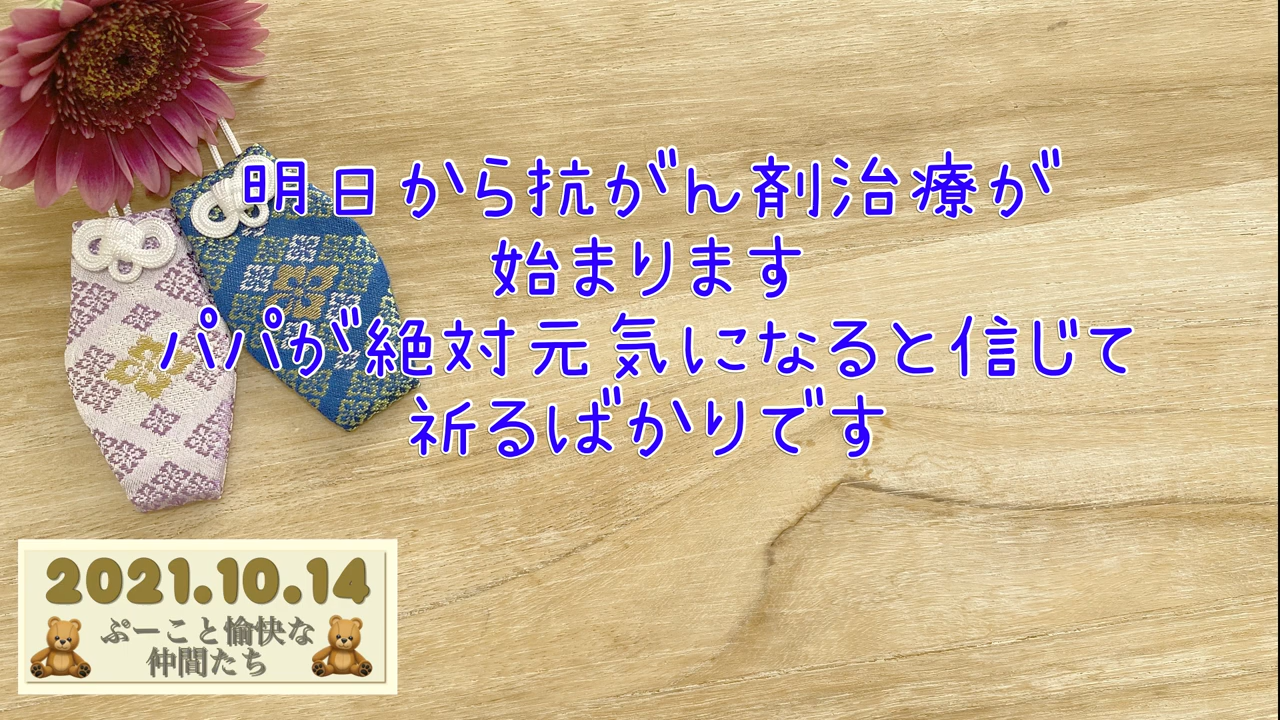 明日から抗がん剤治療が
始まります
パパが絶対元気になると信じて
祈るばかりです
2021.10.14
ぷーこと愉快な
仲間たち